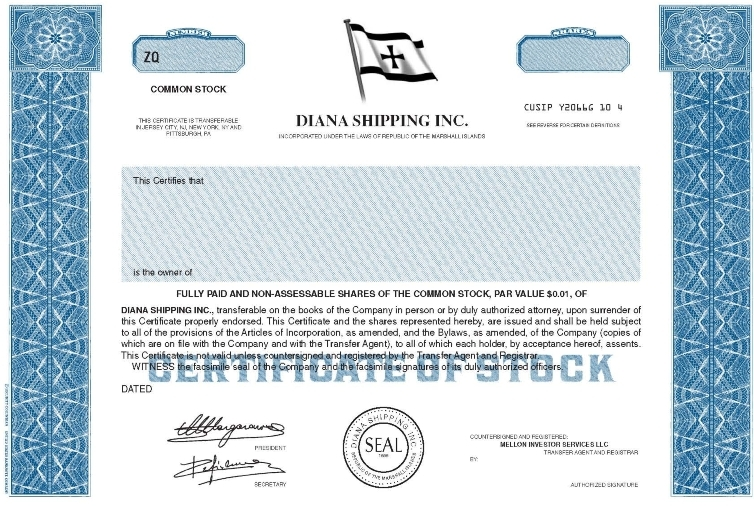 NUMBER
ZQ
SHARES
COMMON STOCK
THIS CERTIFICATE IS TRANSFERABLE
IN JERSEY CITY, NJ, NEW YORK, NY AND
PITTSBURGH, PA
DIANA SHIPPING INC.
INCORPORATED UNDER THE LAWS OF REPUBLIC OF THE MARSHALL ISLANDS
CUSIP Y2066G 10 4
SEE REVERSE FOR CERTAIN DEFINITIONS
This Certifies that
is the owner of
FULLY PAID AND NON-ASSESSABLE SHARES OF THE COMMON STOCK, PAR VALUE $0.01, OF
DIANA SHIPPING INC., transferable on the books of the Company in person or by duly authorized attorney, upon surrender of
this Certificate properly endorsed. This Certificate and the shares represented hereby, are issued and shall be held subject
to all of the provisions of the Articles of Incorporation, as amended, and the Bylaws, as amended, of the Company (copies of
which are on file with the Company and with the Transfer Agent), to all of which each holder, by acceptance hereof, assents.
This Certificate is not valid unless countersigned and registered by the Transfer Agent and Registrar.
WITNESS the facsimile seal of the Company and the facsimile signatures of its duly authorized officers.
CERTIFICATE OF STOCK
DATED
PRESIDENT
SECRETARY
DIANA SHIPPING INC.
SEAL
REPUBLIC OF THE MARSHALL ISLANDS
COUNTERSIGNED AND REGISTERED:
MELLON INVESTOR SERVICES LLC
TRANSFER AGENT AND REGISTRAR
BY:
AUTHORIZED SIGNATURE